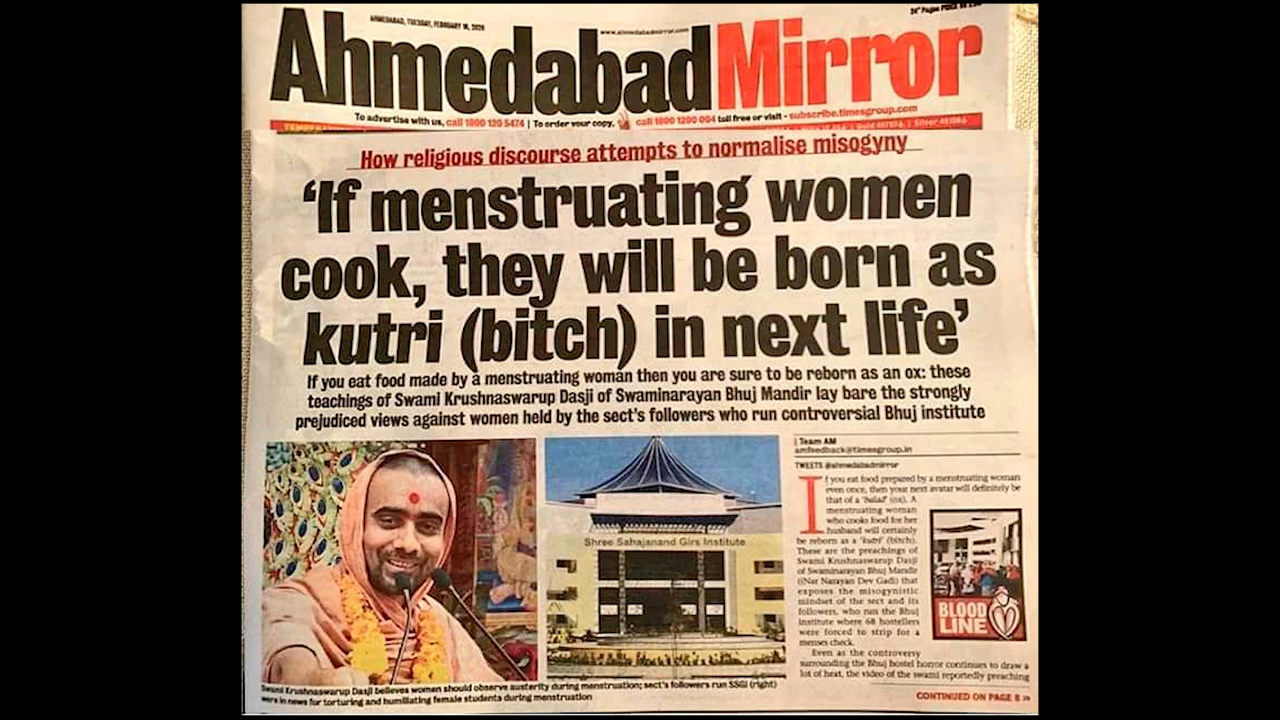 AHMEDABAD, TUESDAY, FEBRUARY 18, 2020
www.ahmedabadmirror.com
Ahmedabad Mirror
To advertise with us, call 1800 120 5474 | To order your copy, call 1800 1200 004 toll free or visit - subscribe.timesgroup.com
How religious discourse attempts to normalise misogyny
‘If menstruating women
cook, they will be born as
kutri (bitch) in next life’
If you eat food made by a menstruating woman then you are sure to be reborn as an ox: these
teachings of Swami Krushnaswarup Dasji of Swaminarayan Bhuj Mandir lay bare the strongly
prejudiced views against women held by the sect's followers who run controversial Bhuj institute
Shree Sahajanand Girls Institute
Swami Krushnaswarup Dasji believes women should observe austerity during menstruation; sect's followers run SSGI (right)
were in news for torturing and humiliating female students during menstruation
Team AM
amfeedback@timesgroup.in
TWEETS @ahmedabadmirror
If you eat food prepared by a menstruating woman
even once, then your next avatar will definitely be
that of a ‘balad’ (ox). A
menstruating woman
who cooks food for her
husband will certainly
be reborn as a ‘kutri’ (bitch).
These are the preachings of
Swami Krushnaswarup Dasji
of Swaminarayan Bhuj Mandir
((Nar Narayan Dev Gadi) that
exposes the misogynistic
mindset of the sect and its
followers, who run the Bhuj
institute where 68 hostellers
were forced to strip for a
menses check.
Even as the controversy
surrounding the Bhuj hostel horror continues to draw a
lot of heat, the video of the swami reportedly preaching
BLOOD
LINE
CONTINUED ON PAGE 8